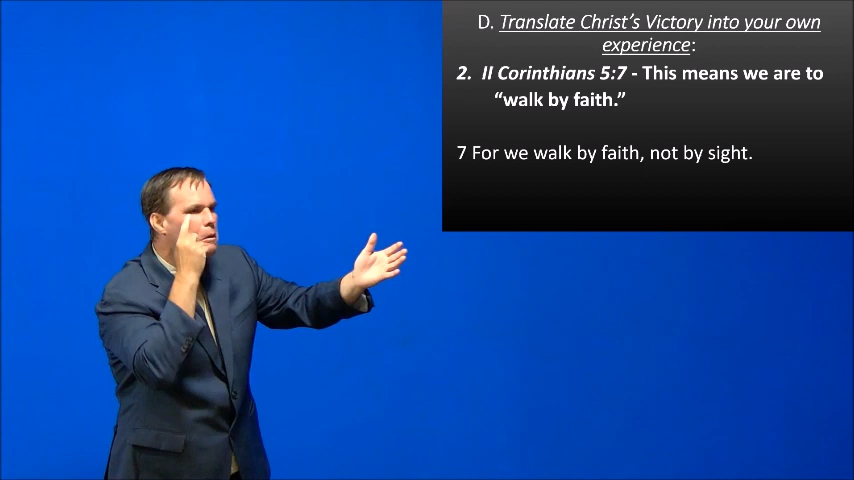 D. Translate Christ’s Victory into your own
experience:
2. II Corinthians 5:7 - This means we are to
“walk by faith.”
7 For we walk by faith, not by sight.